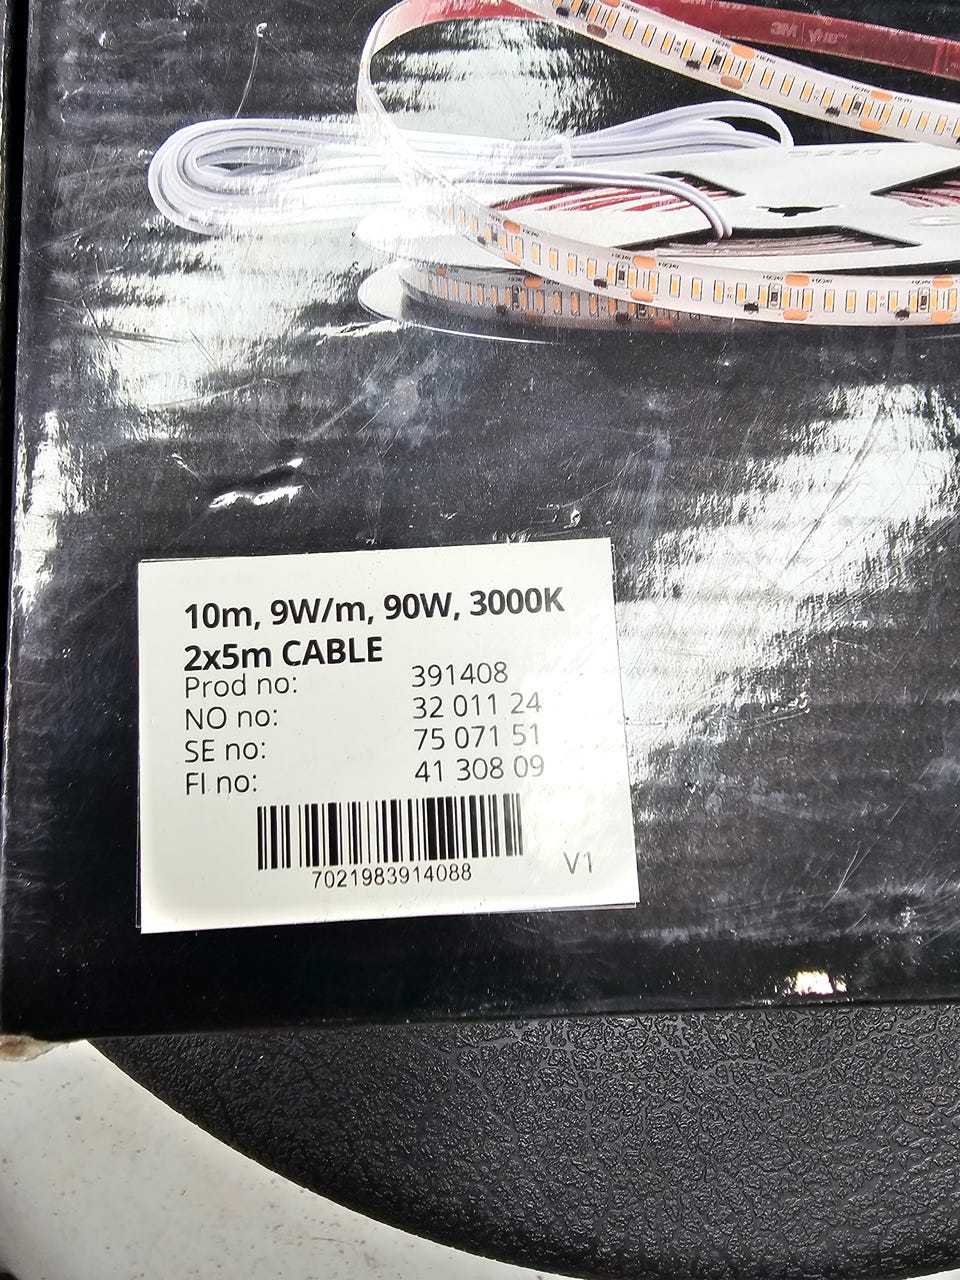 3M
10m, 9W/m, 90W, 3000K
2x5m CABLE
Prod no: 391408
NO no: 32 011 24
SE no: 75 071 51
FI no: 41 308 09
7021983914088
V1